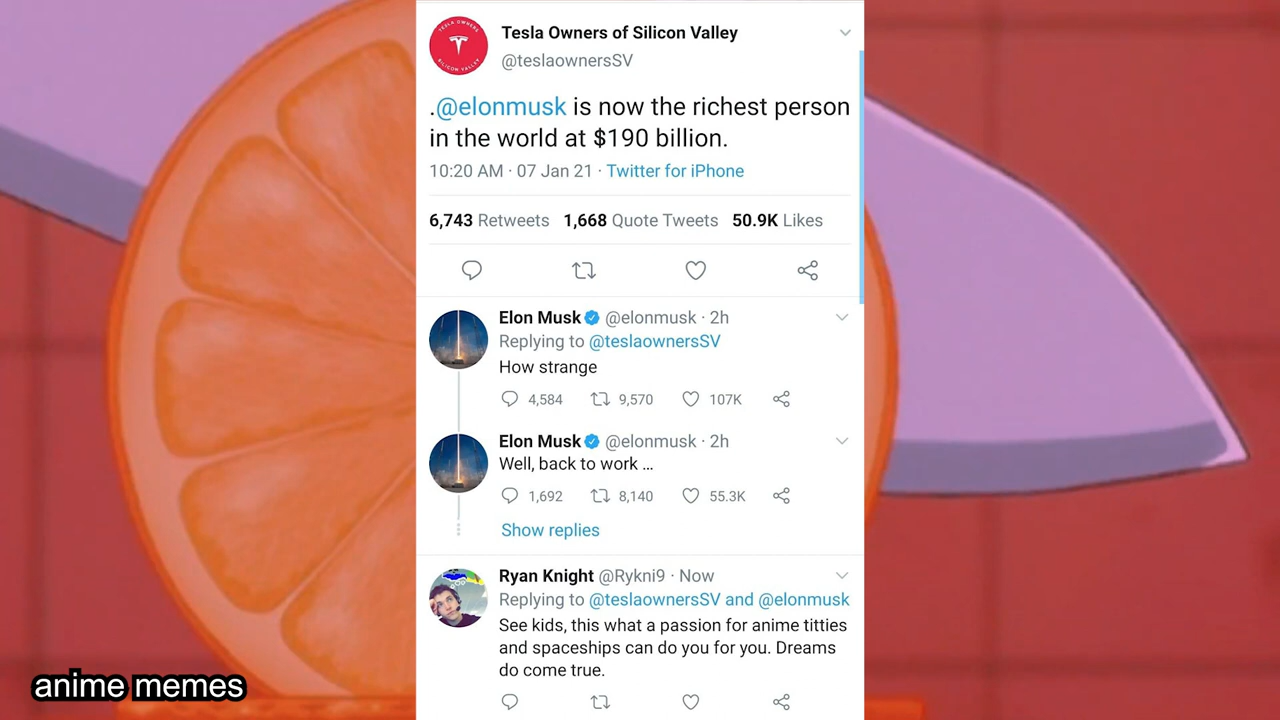 Tesla Owners of Silicon Valley
@teslaownersSV
.@elonmusk is now the richest person
in the world at $190 billion.
10:20 AM · 07 Jan 21 · Twitter for iPhone
6,743 Retweets 1,668 Quote Tweets 50.9K Likes
Elon Musk @elonmusk · 2h
Replying to @teslaownersSV
How strange
4,584 9,570 107K
Elon Musk @elonmusk · 2h
Well, back to work ...
1,692 8,140 55.3K
Show replies
Ryan Knight @Rykni9 · Now
Replying to @teslaownersSV and @elonmusk
See kids, this what a passion for anime titties
and spaceships can do you for you. Dreams
do come true.
anime memes
TESLA OWNERS
SILICON VALLEY